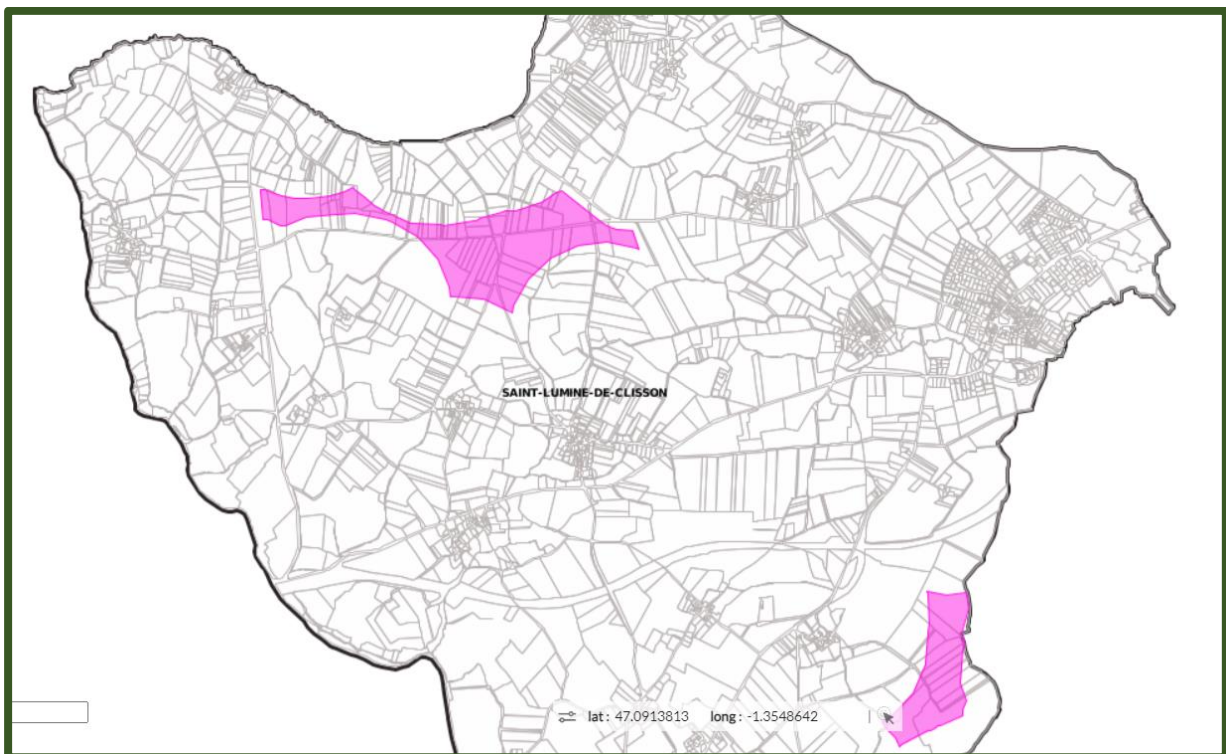 SAINT-LUMINE-DE-CLISSON
lat : 47.0913813 long : -1.3548642